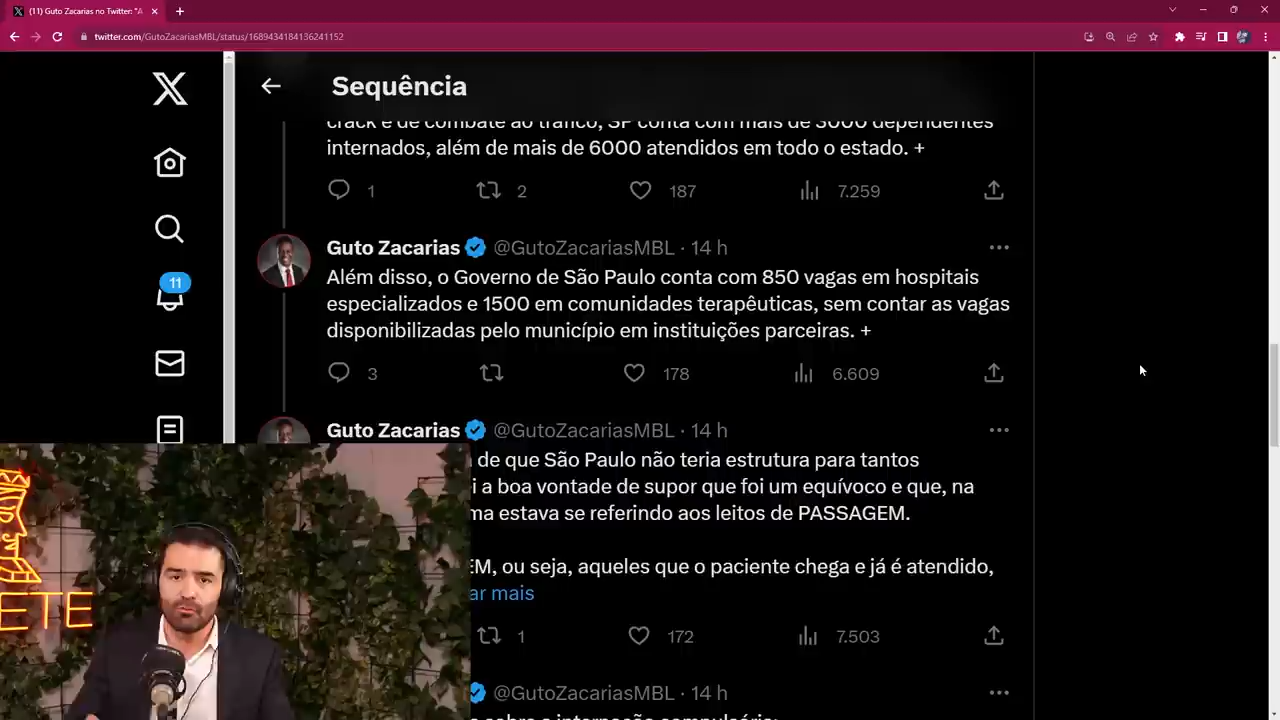 (11) Guto Zacarias no Twitter: "A
twitter.com/GutoZacariasMBL/status/1689434184136241152
Sequência
crack e de combate ao tráfico, SP conta com mais de 3000 dependentes
internados, além de mais de 6000 atendidos em todo o estado. +
1 2 187 7.259
Guto Zacarias @GutoZacariasMBL · 14 h
Além disso, o Governo de São Paulo conta com 850 vagas em hospitais
especializados e 1500 em comunidades terapêuticas, sem contar as vagas
disponibilizadas pelo município em instituições parceiras. +
3 178 6.609
11
Guto Zacarias @GutoZacariasMBL · 14 h
de que São Paulo não teria estrutura para tantos
i a boa vontade de supor que foi um equívoco e que, na
ma estava se referindo aos leitos de PASSAGEM.
EM, ou seja, aqueles que o paciente chega e já é atendido,
ar mais
1 172 7.503
@GutoZacariasMBL · 14 h
sobre a internação compulsória:
ETE